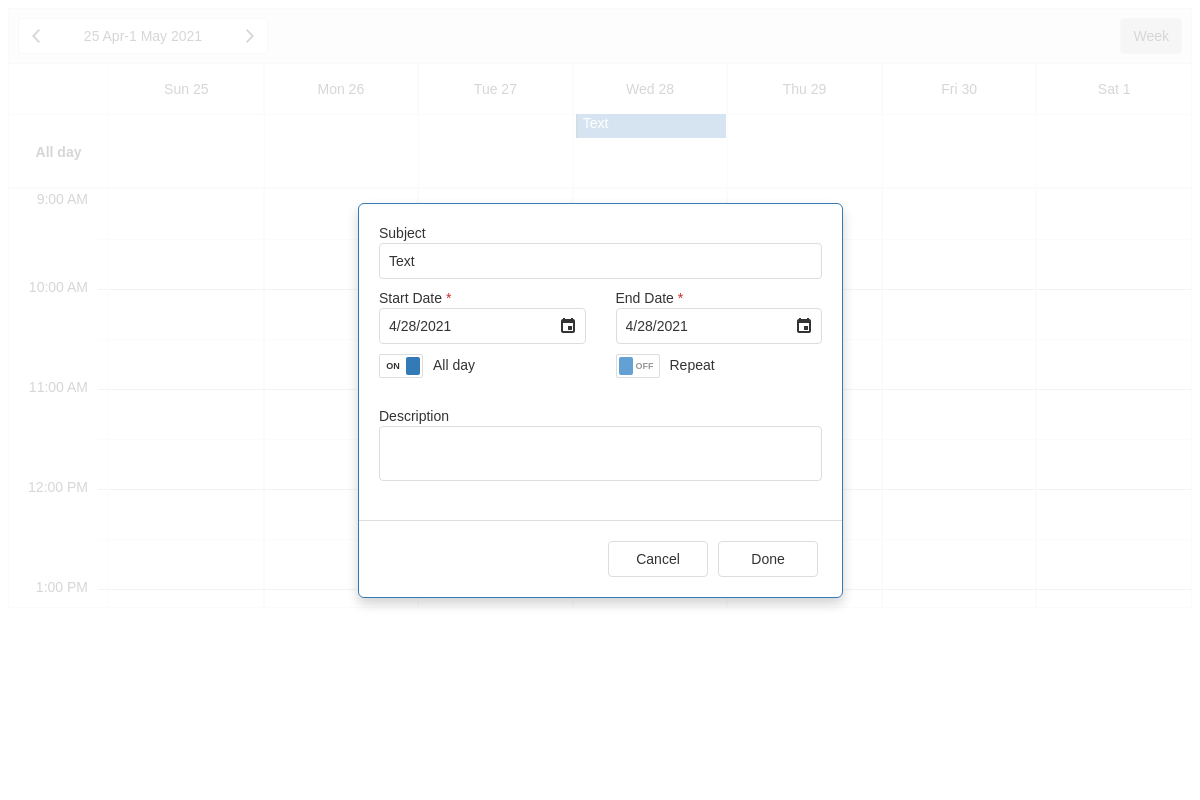 25 Apr-1 May 2021
Week
Sun 25
Mon 26
Tue 27
Wed 28
Thu 29
Fri 30
Sat 1
Text
All day
9:00 AM
10:00 AM
11:00 AM
12:00 PM
1:00 PM
Subject
Text
Start Date *
End Date *
4/28/2021
4/28/2021
ON
All day
OFF
Repeat
Description
Cancel
Done